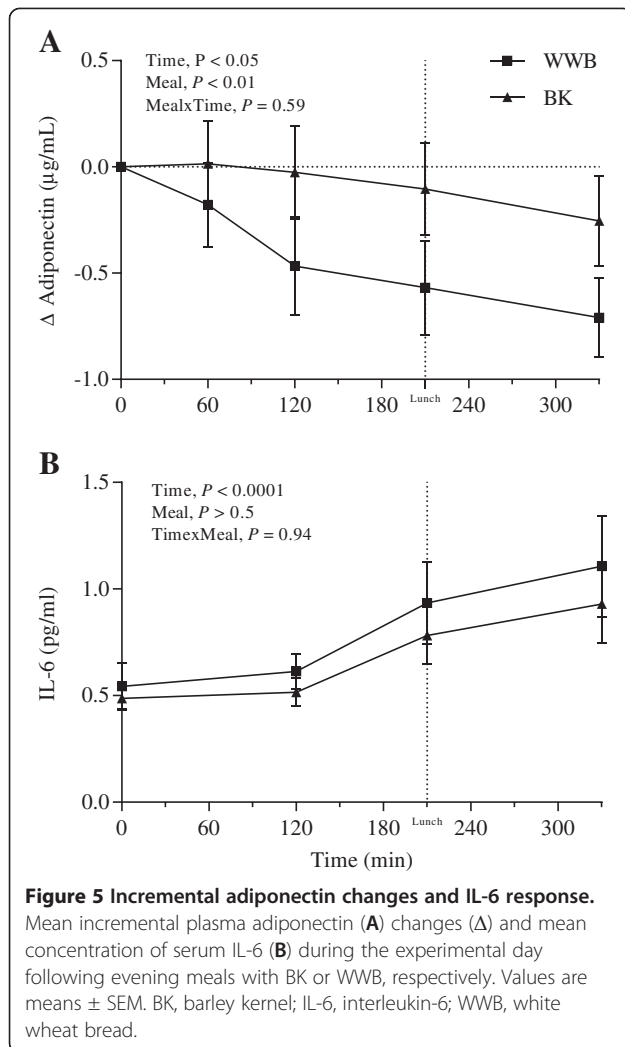 A
Time, P < 0.05
Meal, P < 0.01
MealxTime, P = 0.59
WWB
BK
0.5
0.0
-0.5
-1.0
Δ Adiponectin (µg/mL)
0 60 120 180 Lunch 240 300
B
Time, P < 0.0001
Meal, P > 0.5
TimexMeal, P = 0.94
1.5
1.0
0.5
0.0
IL-6 (pg/ml)
0 60 120 180 Lunch 240 300
Time (min)
Figure 5 Incremental adiponectin changes and IL-6 response.
Mean incremental plasma adiponectin (A) changes (Δ) and mean
concentration of serum IL-6 (B) during the experimental day
following evening meals with BK or WWB, respectively. Values are
means ± SEM. BK, barley kernel; IL-6, interleukin-6; WWB, white
wheat bread.